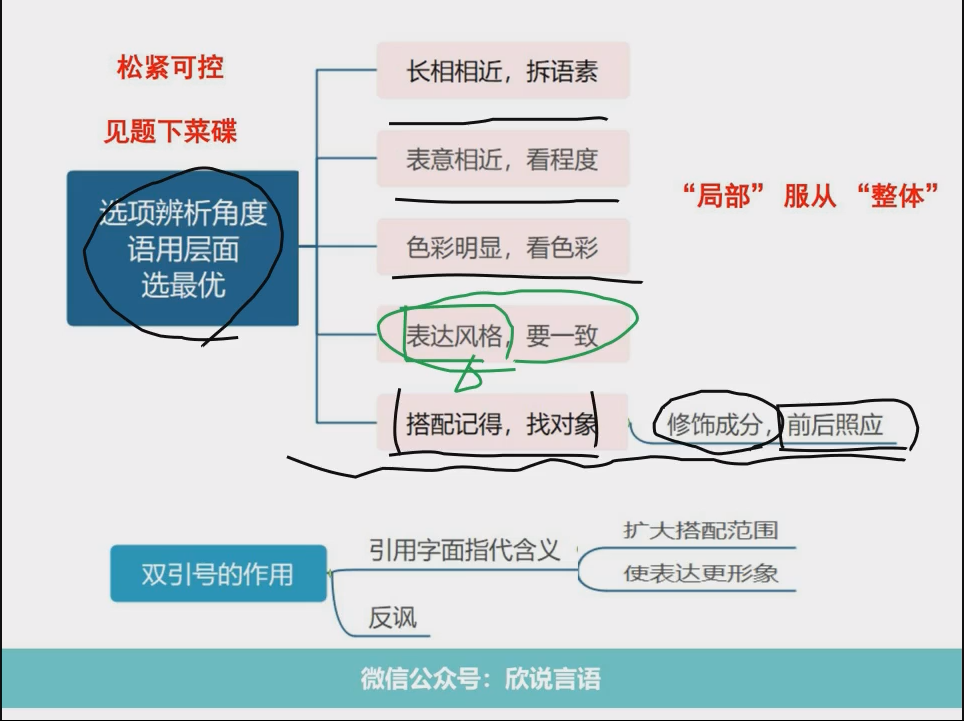 松紧可控
见题下菜碟
选项辨析角度
语用层面
选最优
长相相近，拆语素
表意相近，看程度
色彩明显，看色彩
表达风格，要一致
搭配记得，找对象
修饰成分，前后照应
“局部” 服从 “整体”
双引号的作用
引用字面指代含义
扩大搭配范围
使表达更形象
反讽
微信公众号：欣说言语